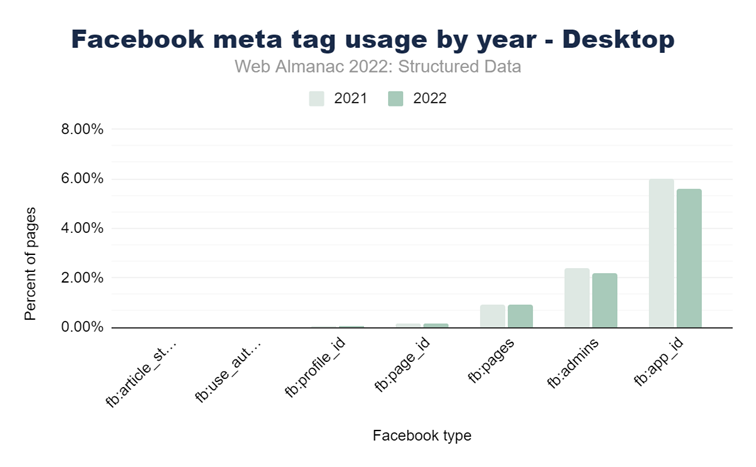 Facebook meta tag usage by year - Desktop
Web Almanac 2022: Structured Data
2021
2022
8.00%
6.00%
4.00%
2.00%
0.00%
Percent of pages
fb:article_st…
fb:use_aut…
fb:profile_id
fb:page_id
fb:pages
fb:admins
fb:app_id
Facebook type